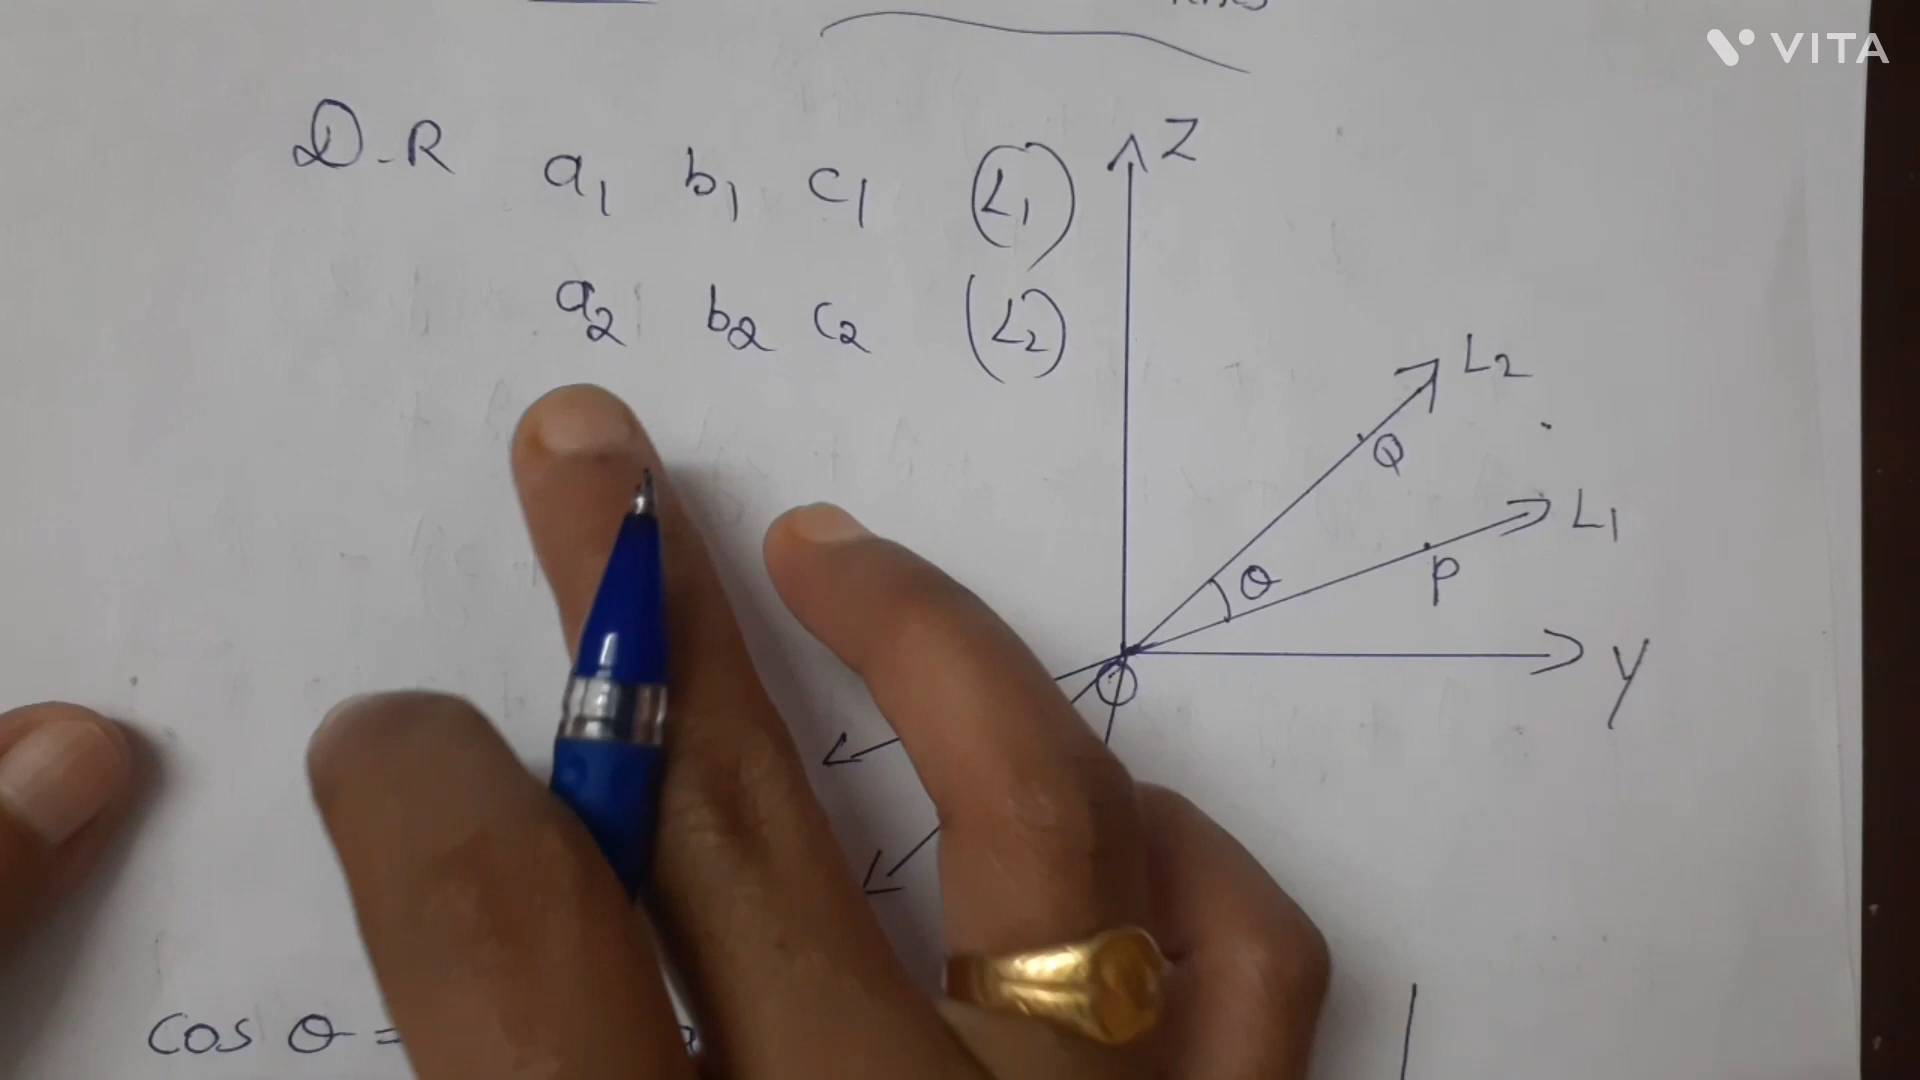 VITA
D.R a1 b1 c1 (L1)
a2 b2 c2 (L2)
Z
L2
Q
L1
θ
P
O
Y
cos θ =